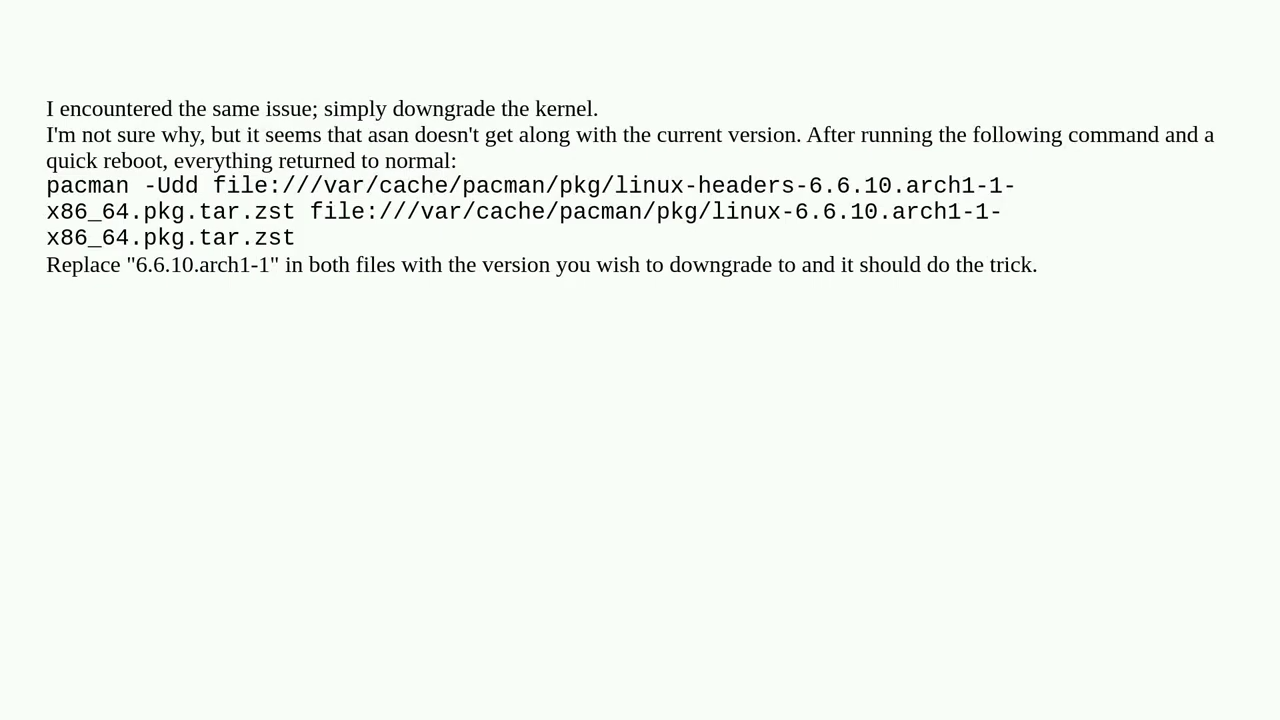 I encountered the same issue; simply downgrade the kernel.
I'm not sure why, but it seems that asan doesn't get along with the current version. After running the following command and a
quick reboot, everything returned to normal:
pacman -Udd file:///var/cache/pacman/pkg/linux-headers-6.6.10.arch1-1-
x86_64.pkg.tar.zst file:///var/cache/pacman/pkg/linux-6.6.10.arch1-1-
x86_64.pkg.tar.zst
Replace "6.6.10.arch1-1" in both files with the version you wish to downgrade to and it should do the trick.